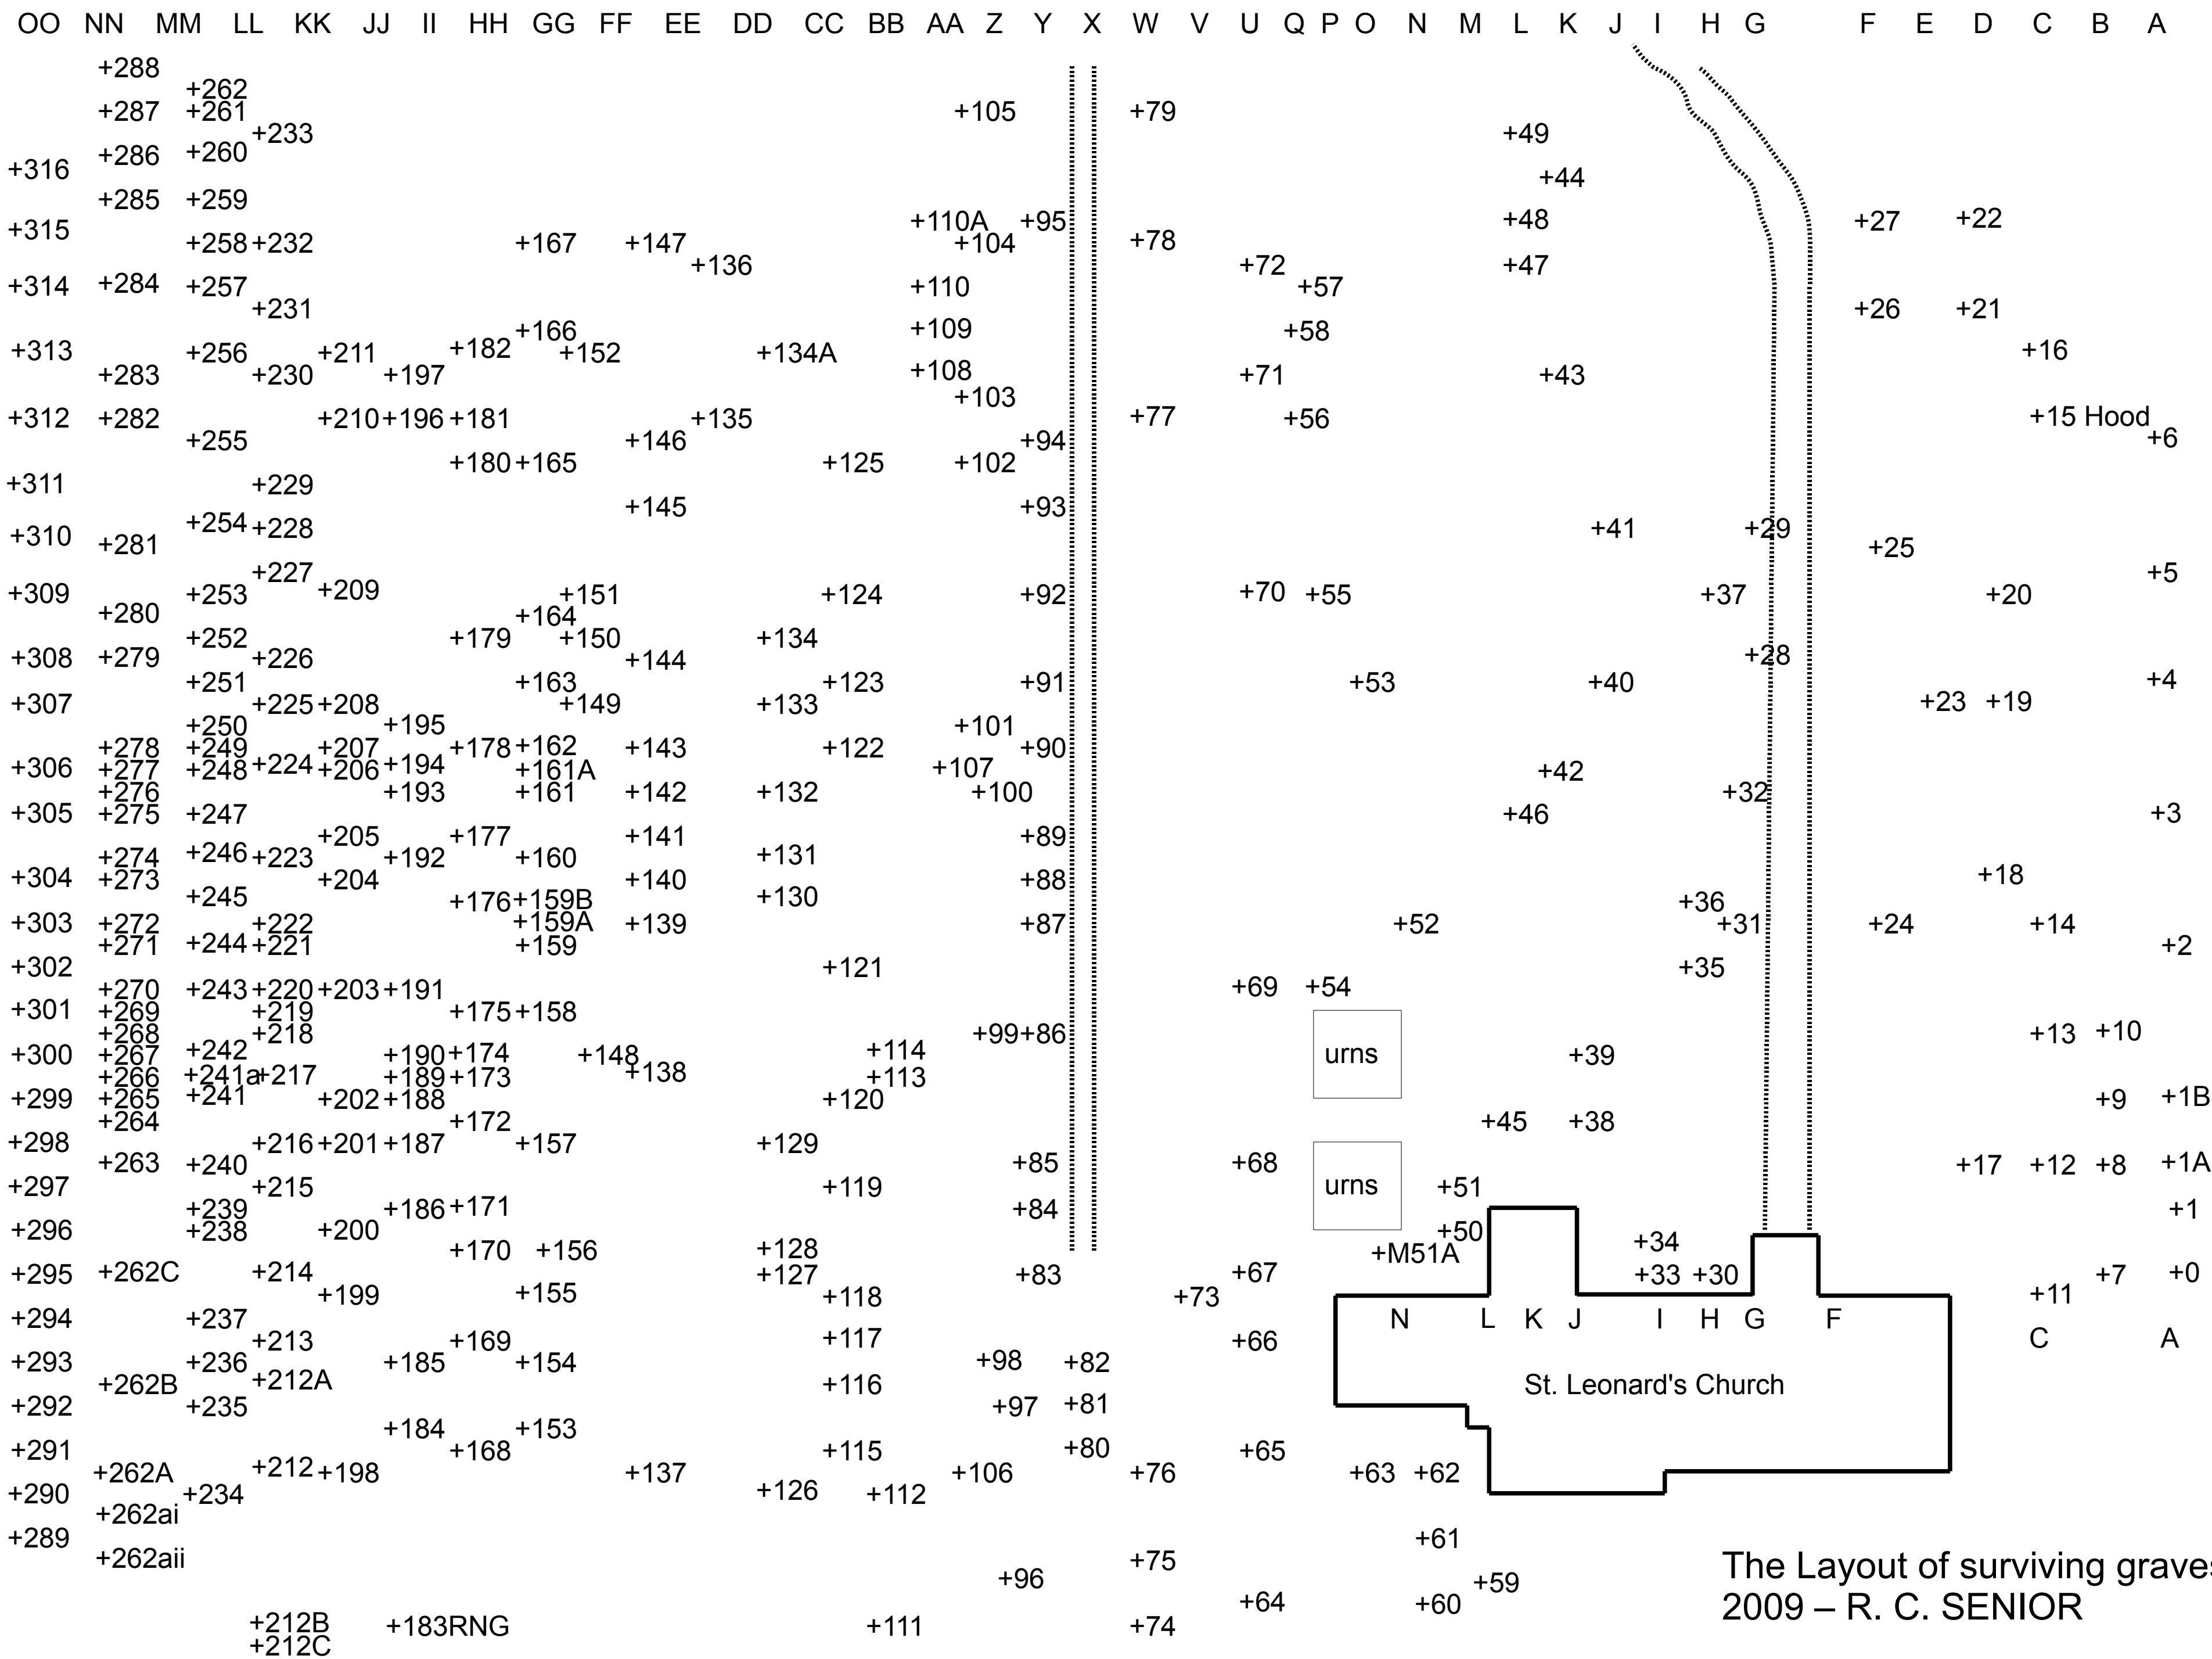 OO NN MM LL KK JJ II HH GG FF EE DD CC BB AA Z Y X W V U Q P O N M L K J I H G F E D C B A
+288
+262
+287 +261 +105 +79
+233 +49
+286 +260
+316 +44
+285 +259
+315 +110A +95 +48 +27 +22
+258 +232 +167 +147 +104 +78
+136 +72 +47
+314 +284 +257 +110 +57
+231 +26 +21
+166 +109 +58
+313 +256 +211 +182 +152 +134A +16
+283 +230 +197 +108 +71 +43
+103
+312 +282 +210 +196 +181 +135 +77 +56 +15 Hood
+255 +146 +94 +6
+180 +165 +125 +102
+311 +229
+145 +93
+310 +254 +228 +41 +29
+281 +25
+227 +5
+309 +253 +209 +151 +124 +92 +70 +55 +37 +20
+280 +164
+252 +179 +150 +134
+308 +279 +226 +144 +28
+251 +163 +123 +91 +53 +40 +4
+307 +225 +208 +149 +133 +23 +19
+250 +195 +101
+278 +249 +207 +178 +162 +143 +122 +90
+306 +277 +248 +224 +206 +194 +161A +107 +42
+276 +193 +161 +142 +132 +100 +32
+305 +275 +247 +46 +3
+205 +177 +141 +89
+274 +246 +223 +192 +160 +131
+304 +273 +204 +140 +88 +18
+245 +176 +159B +130 +36
+303 +272 +222 +159A +139 +87 +52 +31 +24 +14
+271 +244 +221 +159 +2
+302 +121 +35
+270 +243 +220 +203 +191 +69 +54
+301 +269 +219 +175 +158
+268 +218 +99 +86 +13 +10
+300 +267 +242 +190 +174 +148 +114 urns +39
+266 +241a +217 +189 +173 +138 +113
+299 +265 +241 +202 +188 +120 +9 +1B
+264 +172 +45 +38
+298 +216 +201 +187 +157 +129
+263 +240 +85 +68 +17 +12 +8 +1A
+297 +215 +119 urns +51
+239 +186 +171 +84 +1
+296 +238 +200 +50
+170 +156 +128 +M51A +34
+295 +262C +214 +127 +83 +67 +33 +30 +7 +0
+199 +155 +118 +73 +11
+294 +237 N L K J I H G F
+213 +169 +117 +66 C A
+293 +236 +185 +154 +98 +82
+262B +212A +116 St. Leonard's Church
+292 +235 +97 +81
+184 +153
+291 +168 +115 +80 +65
+262A +212 +198 +137 +106 +76 +63 +62
+290 +234 +126 +112
+262ai
+289 +61
+262aii +75 The Layout of surviving graves
+96 +59
+64 +60 2009 – R. C. SENIOR
+212B +183RNG +111 +74
+212C